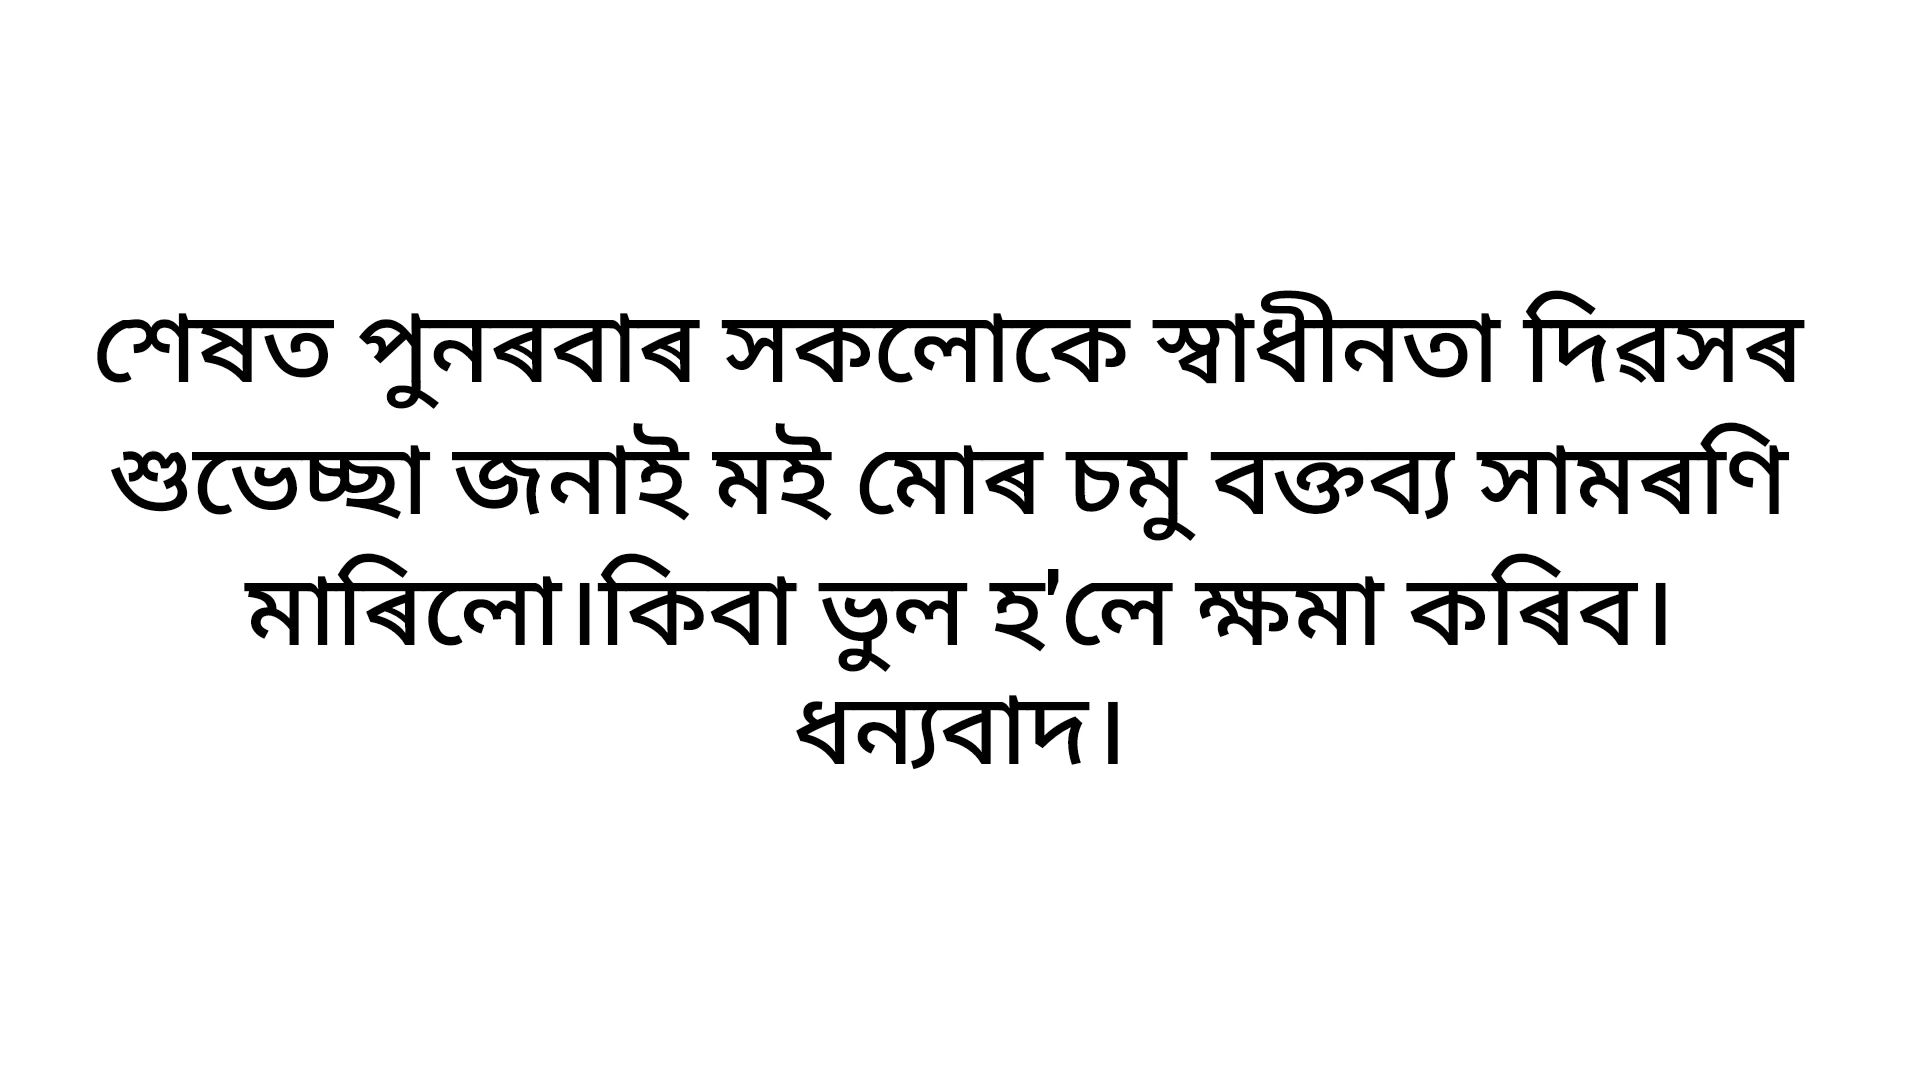 শেষত পুনৰবাৰ সকলোকে স্বাধীনতা দিৱসৰ
শুভেচ্ছা জনাই মই মোৰ চমু বক্তব্য সামৰণি
মাৰিলো।কিবা ভুল হ'লে ক্ষমা কৰিব।
ধন্যবাদ।